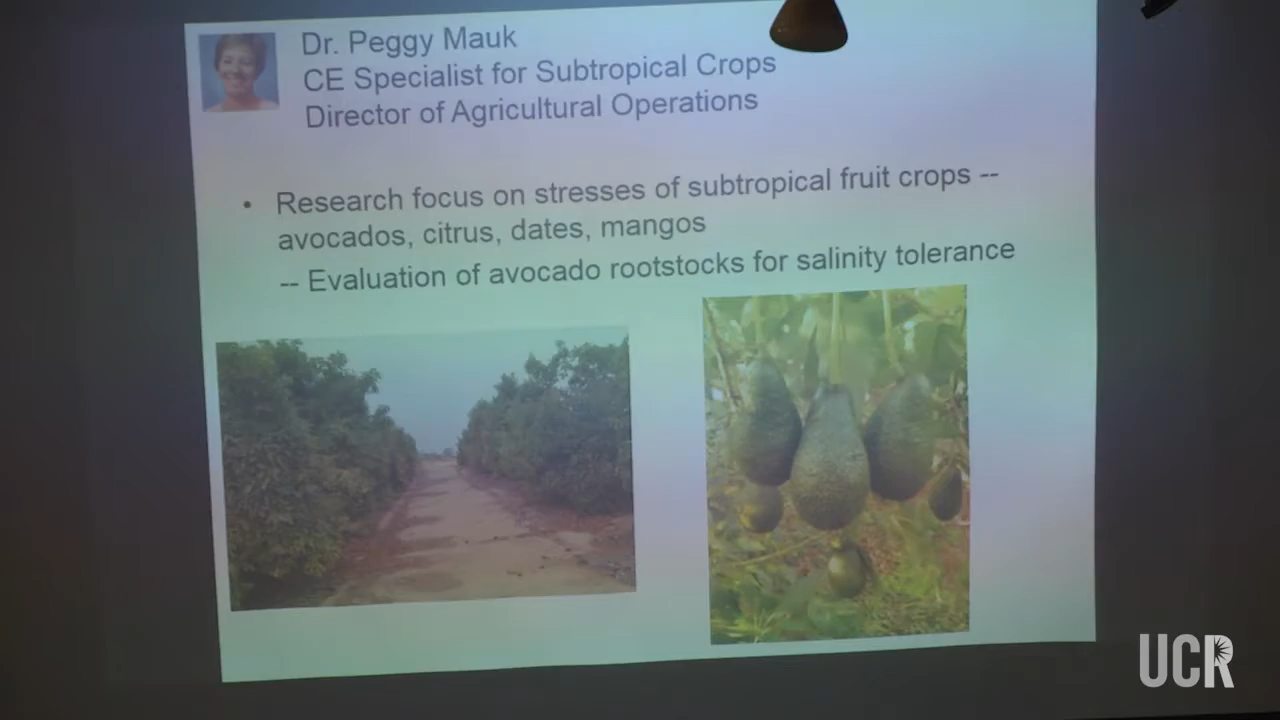 Dr. Peggy Mauk
CE Specialist for Subtropical Crops
Director of Agricultural Operations
• Research focus on stresses of subtropical fruit crops --
avocados, citrus, dates, mangos
-- Evaluation of avocado rootstocks for salinity tolerance
UCR